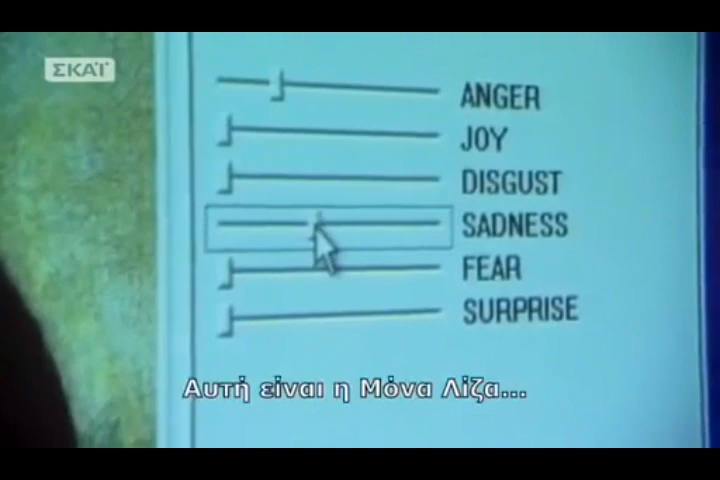 ΣΚΑΪ
ANGER
JOY
DISGUST
SADNESS
FEAR
SURPRISE
Αυτή είναι η Μόνα Λίζα...